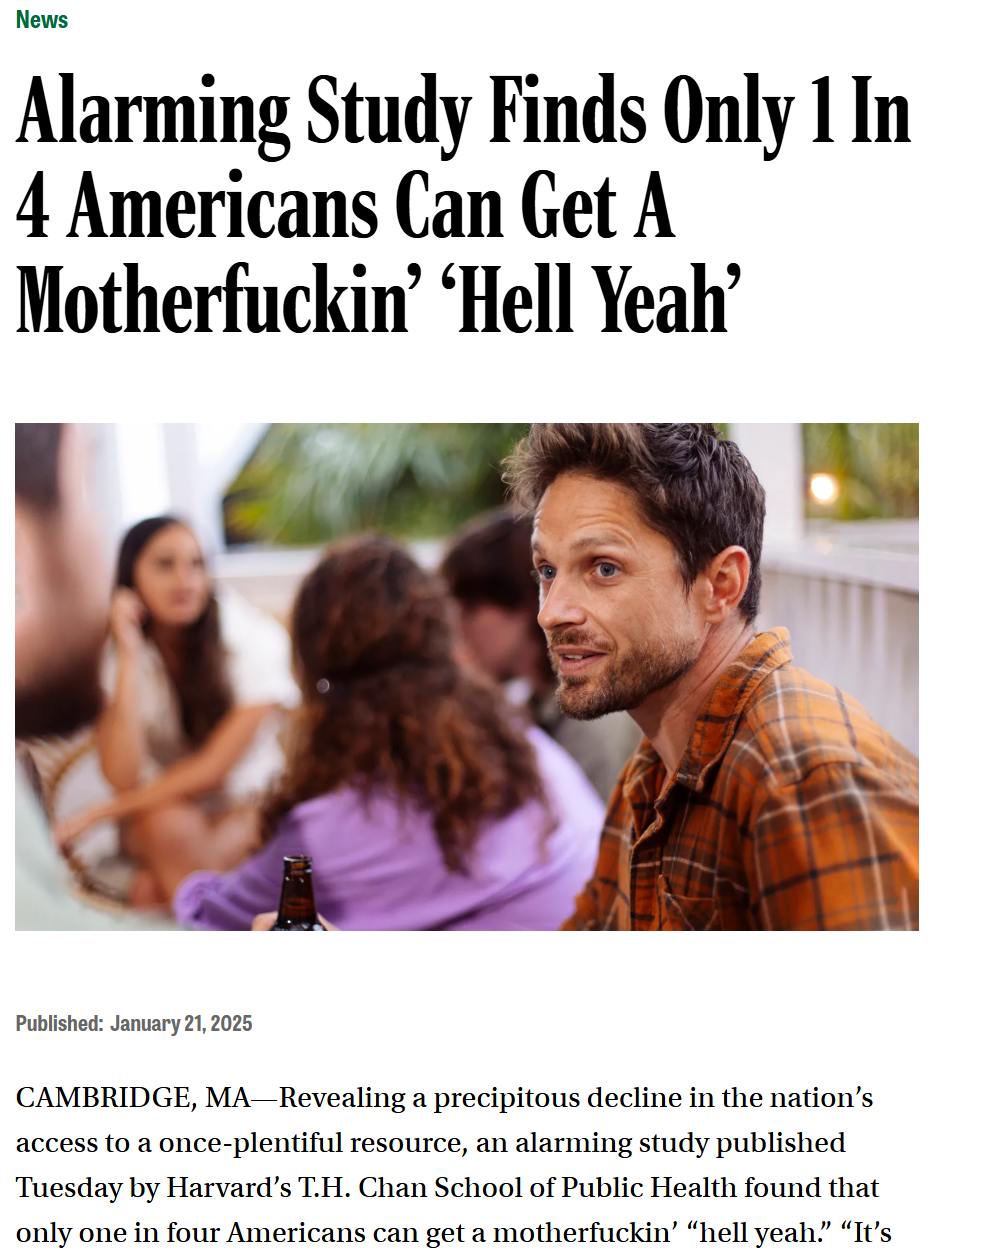 News
Alarming Study Finds Only 1 In
4 Americans Can Get A
Motherfuckin’ ‘Hell Yeah’
Published: January 21, 2025
CAMBRIDGE, MA—Revealing a precipitous decline in the nation’s
access to a once-plentiful resource, an alarming study published
Tuesday by Harvard’s T.H. Chan School of Public Health found that
only one in four Americans can get a motherfuckin’ “hell yeah.” “It’s